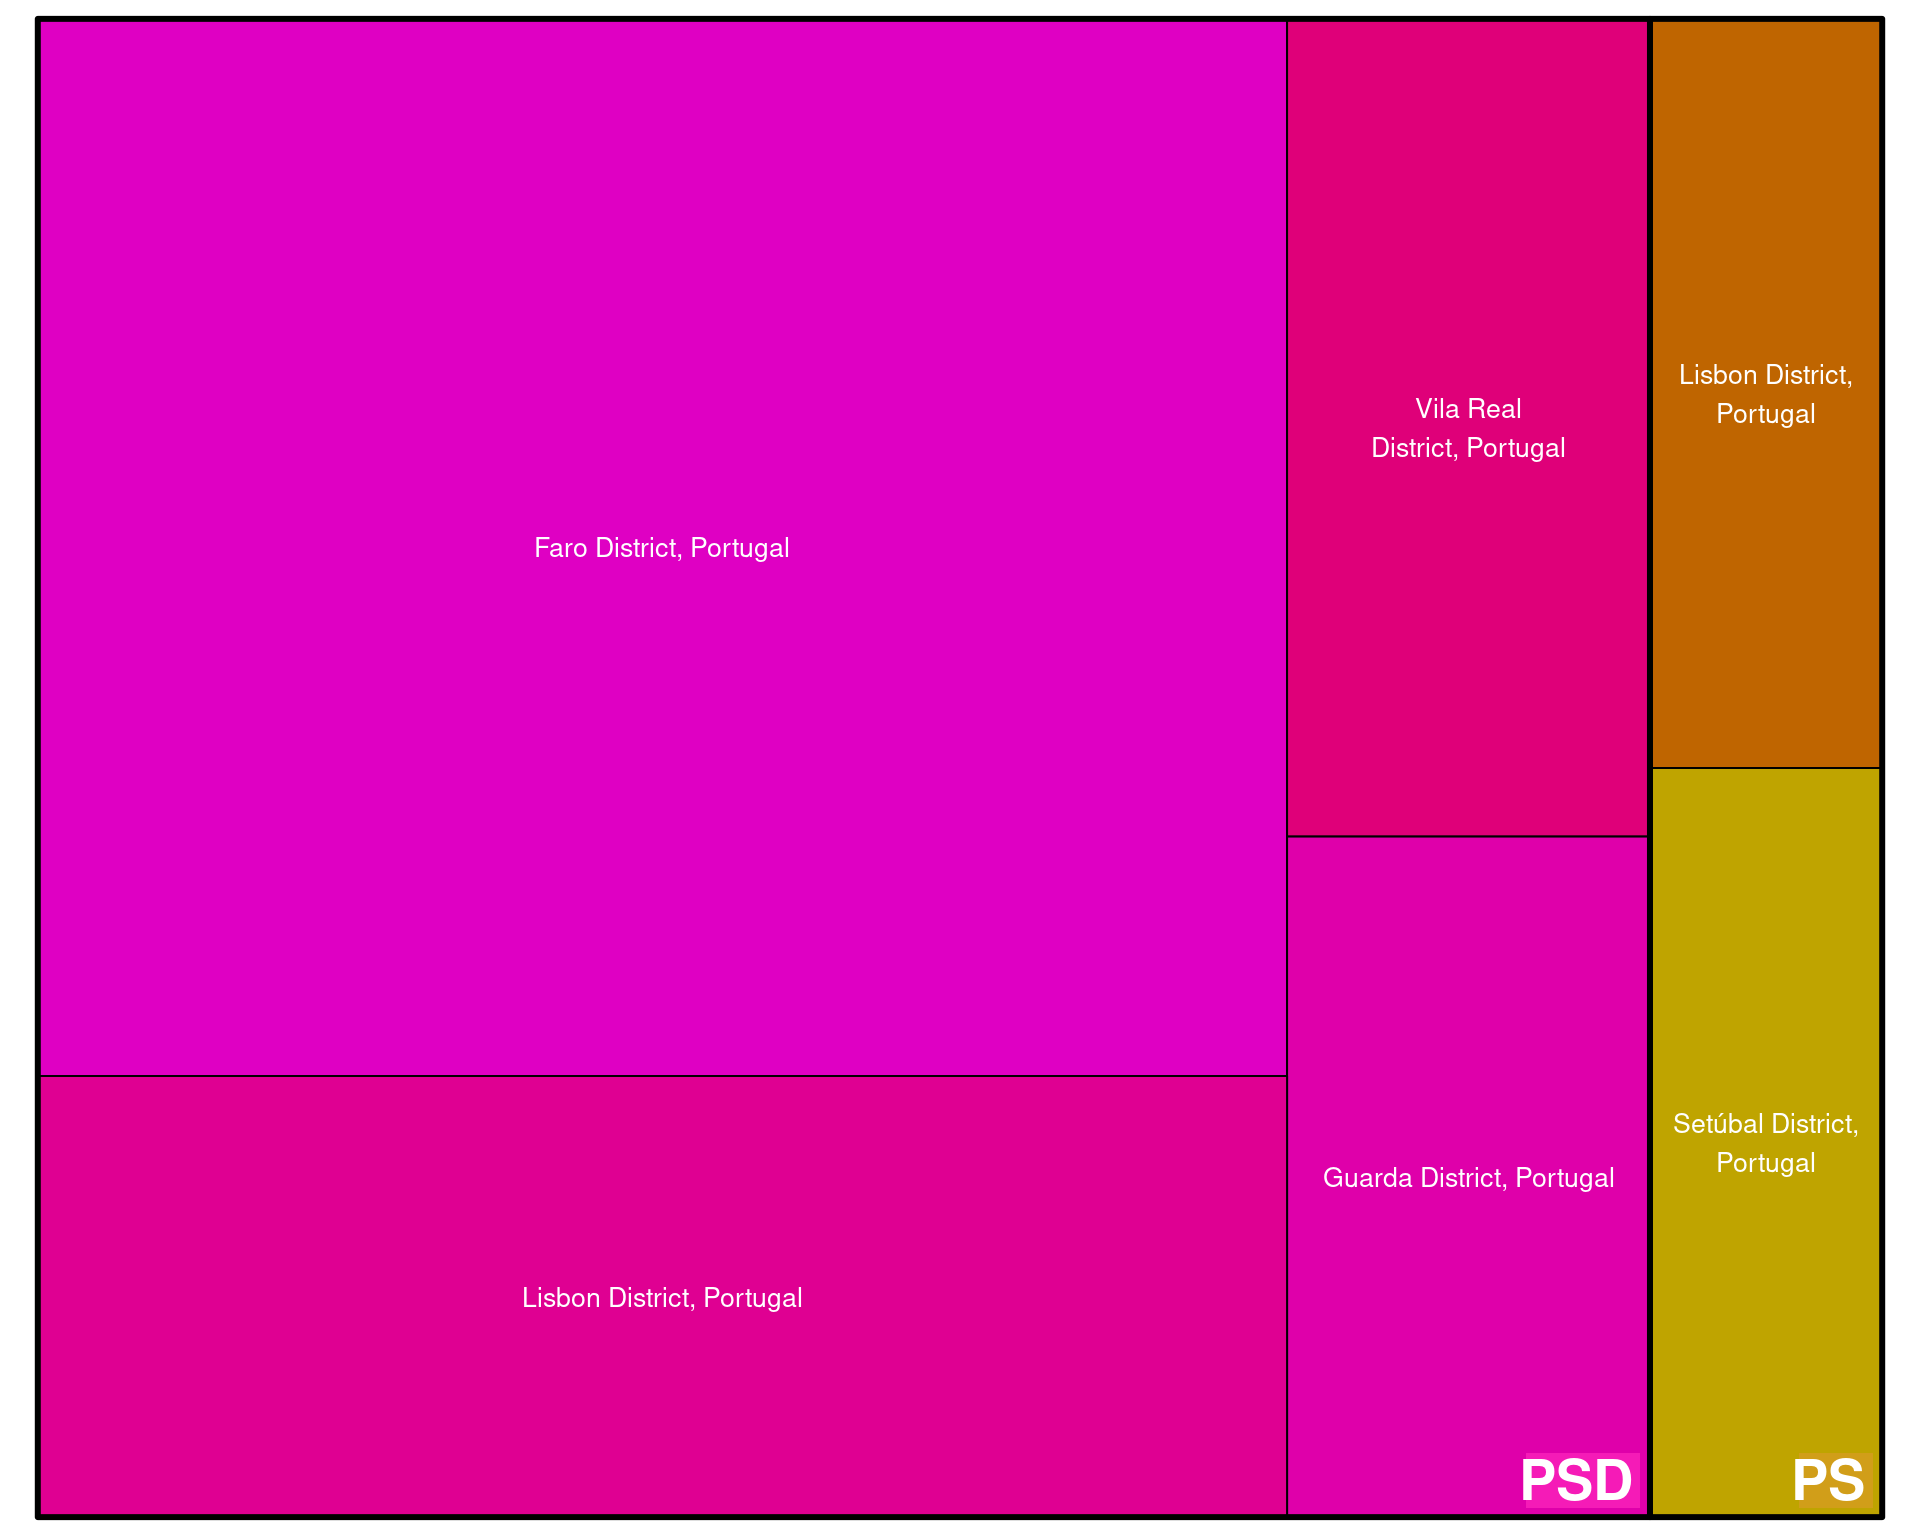 Faro District, Portugal
Lisbon District, Portugal
Vila Real
District, Portugal
Guarda District, Portugal
PSD
Lisbon District,
Portugal
Setúbal District,
Portugal
PS